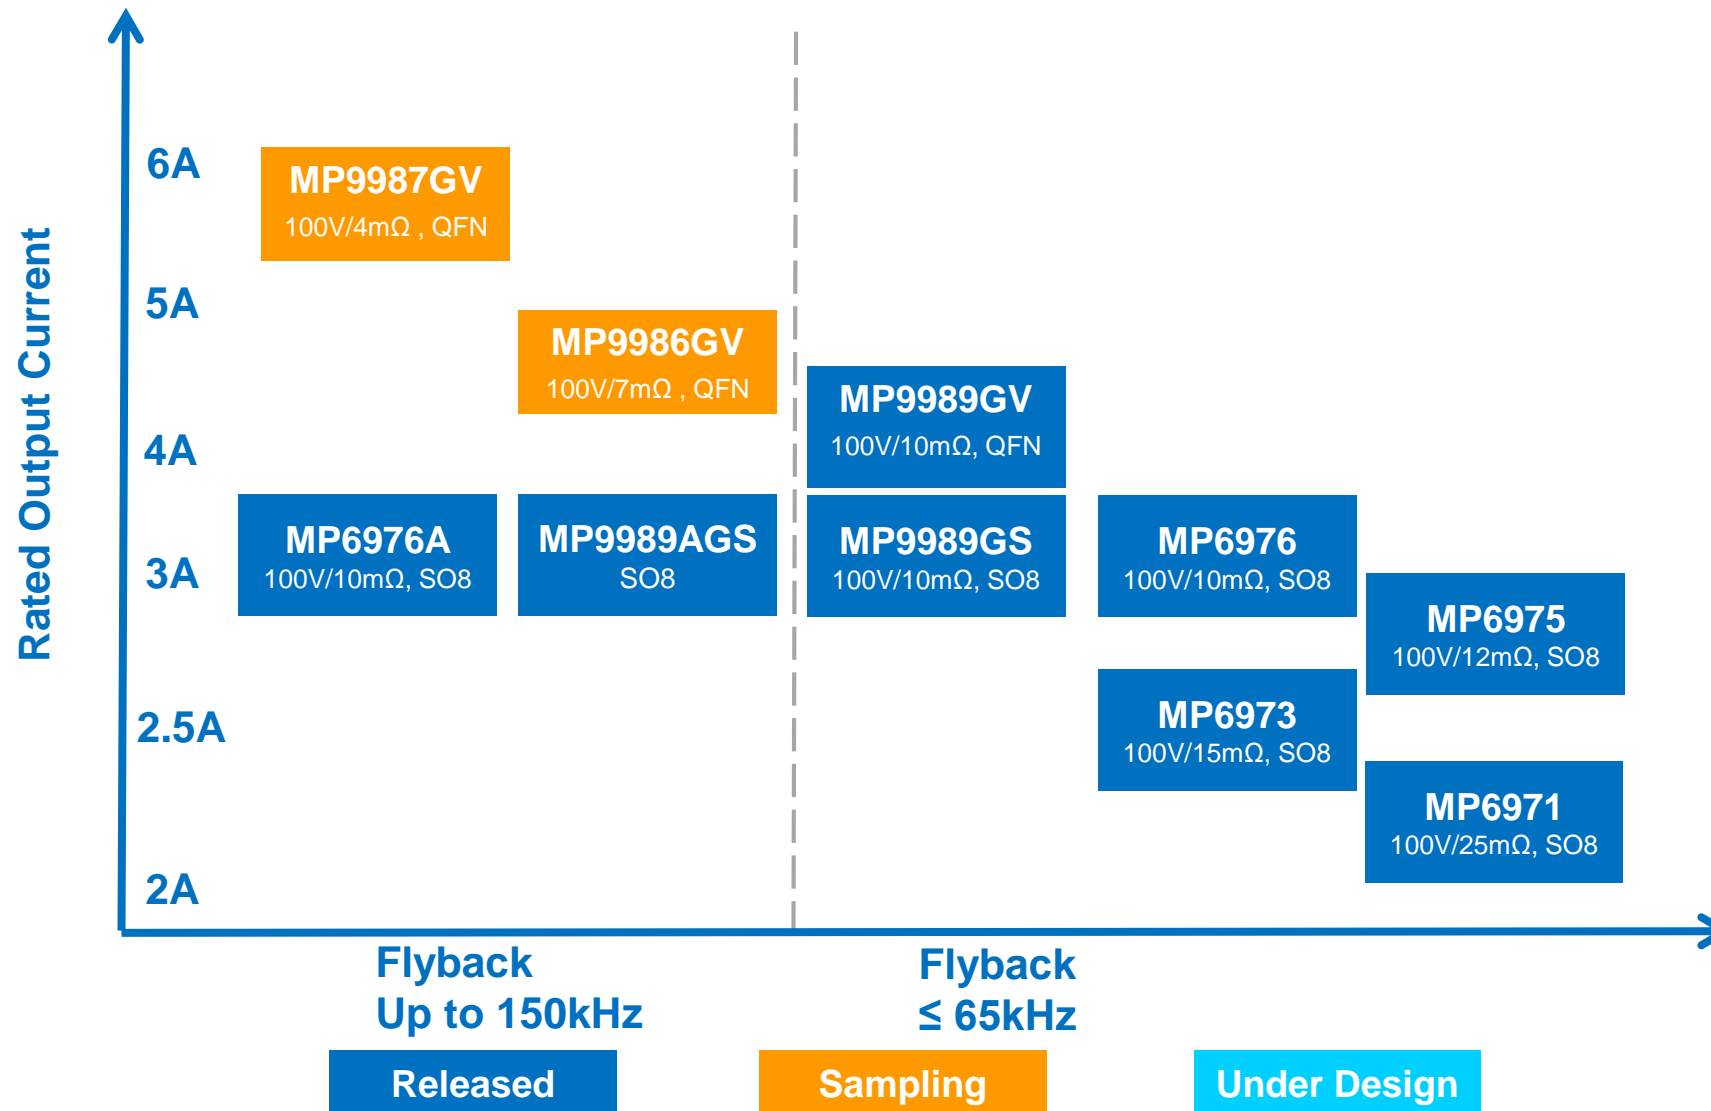 Rated Output Current
6A
5A
4A
3A
2.5A
2A
MP9987GV
100V/4mΩ , QFN
MP9986GV
100V/7mΩ , QFN
MP9989GV
100V/10mΩ, QFN
MP6976A
100V/10mΩ, SO8
MP9989AGS
SO8
MP9989GS
100V/10mΩ, SO8
MP6976
100V/10mΩ, SO8
MP6975
100V/12mΩ, SO8
MP6973
100V/15mΩ, SO8
MP6971
100V/25mΩ, SO8
Flyback
Up to 150kHz
Flyback
≤ 65kHz
Released
Sampling
Under Design